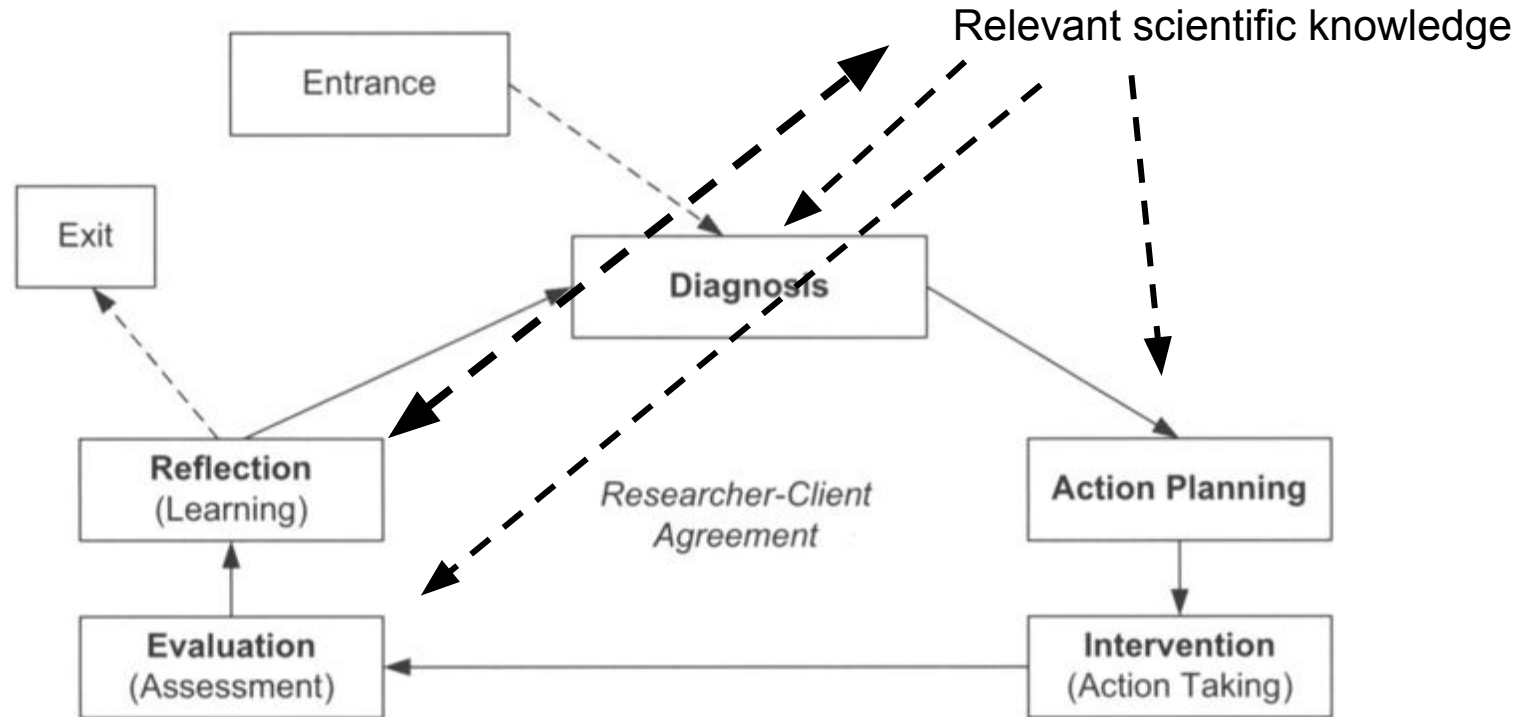 Relevant scientific knowledge
Entrance
Exit
Diagnosis
Reflection
(Learning)
Researcher-Client
Agreement
Action Planning
Evaluation
(Assessment)
Intervention
(Action Taking)